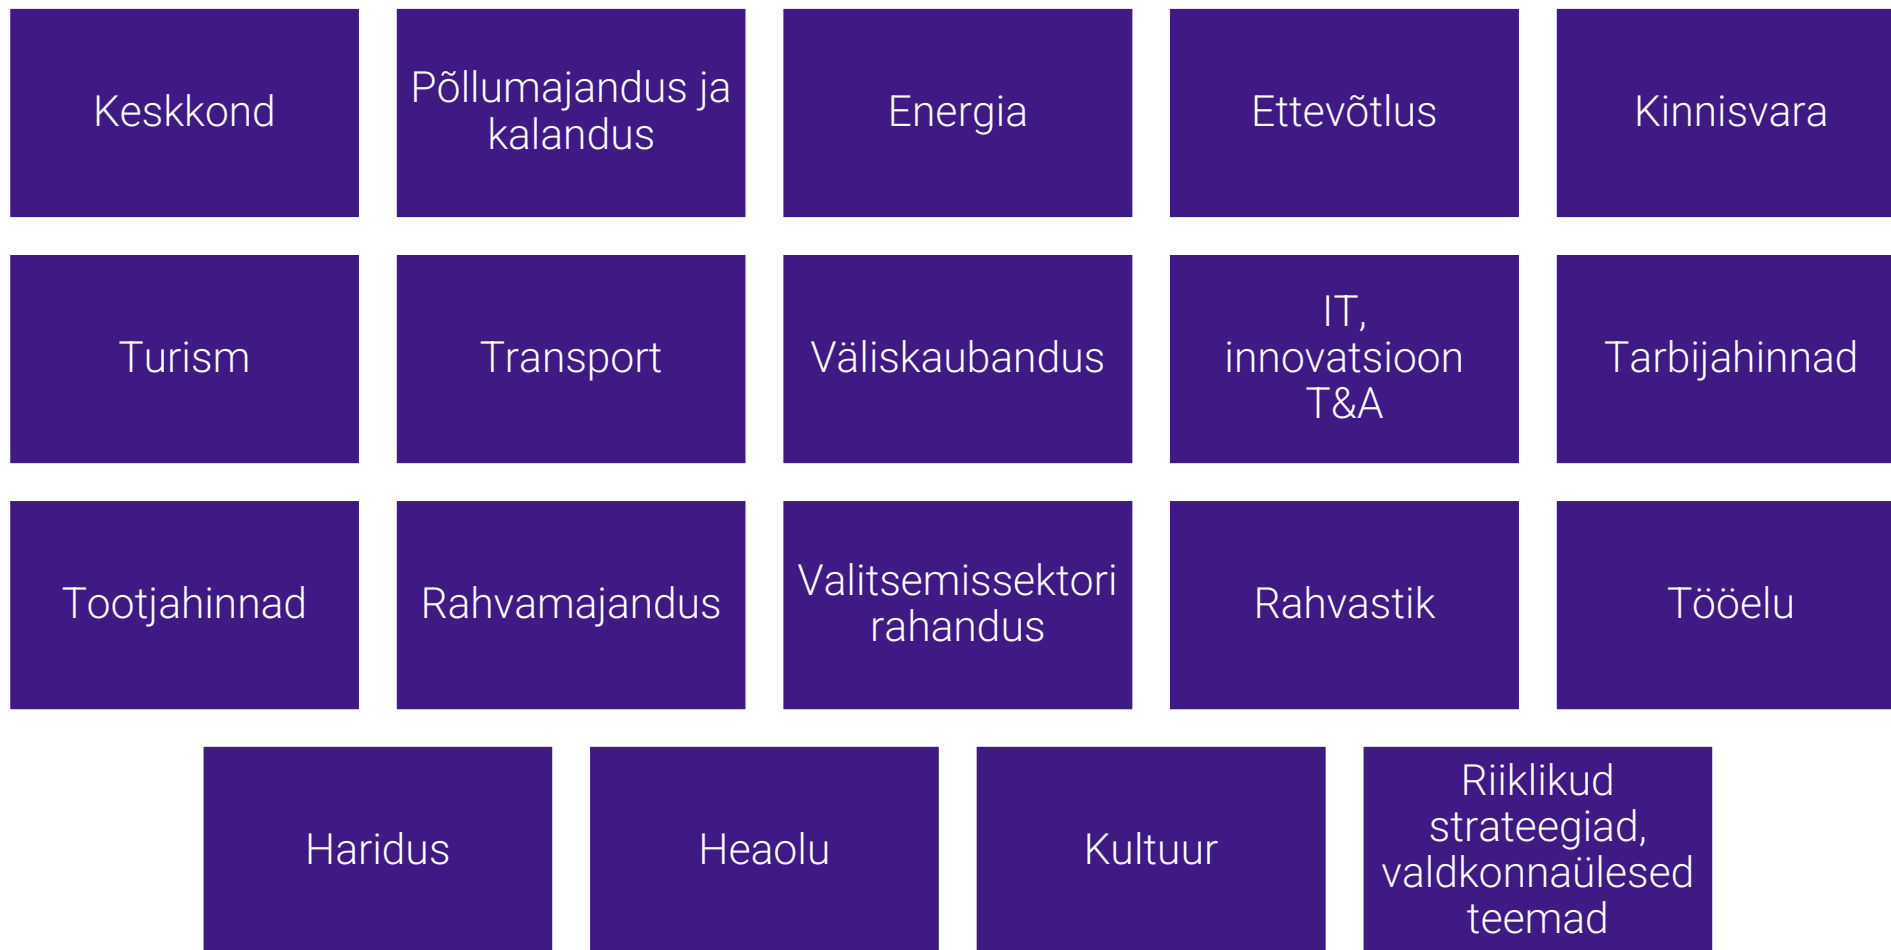 Keskkond
Põllumajandus ja
kalandus
Energia
Ettevõtlus
Kinnisvara
Turism
Transport
Väliskaubandus
IT,
innovatsioon
T&A
Tarbijahinnad
Tootjahinnad
Rahvamajandus
Valitsemissektori
rahandus
Rahvastik
Tööelu
Haridus
Heaolu
Kultuur
Riiklikud
strateegiad,
valdkonnaülesed
teemad